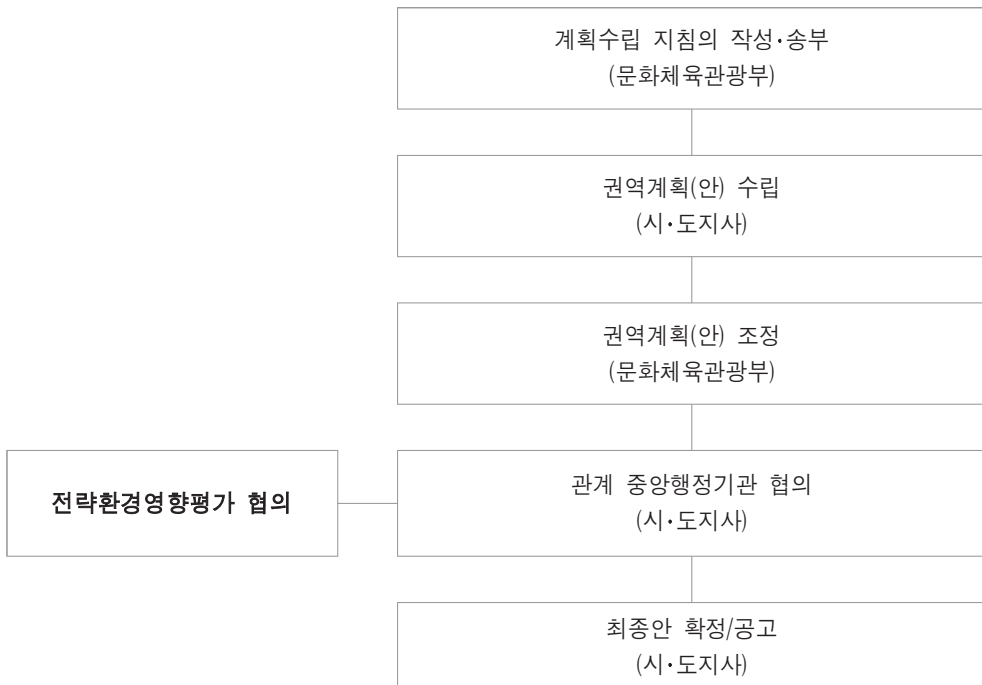 계획수립 지침의 작성·송부
(문화체육관광부)
권역계획(안) 수립
(시·도지사)
권역계획(안) 조정
(문화체육관광부)
전략환경영향평가 협의
관계 중앙행정기관 협의
(시·도지사)
최종안 확정/공고
(시·도지사)